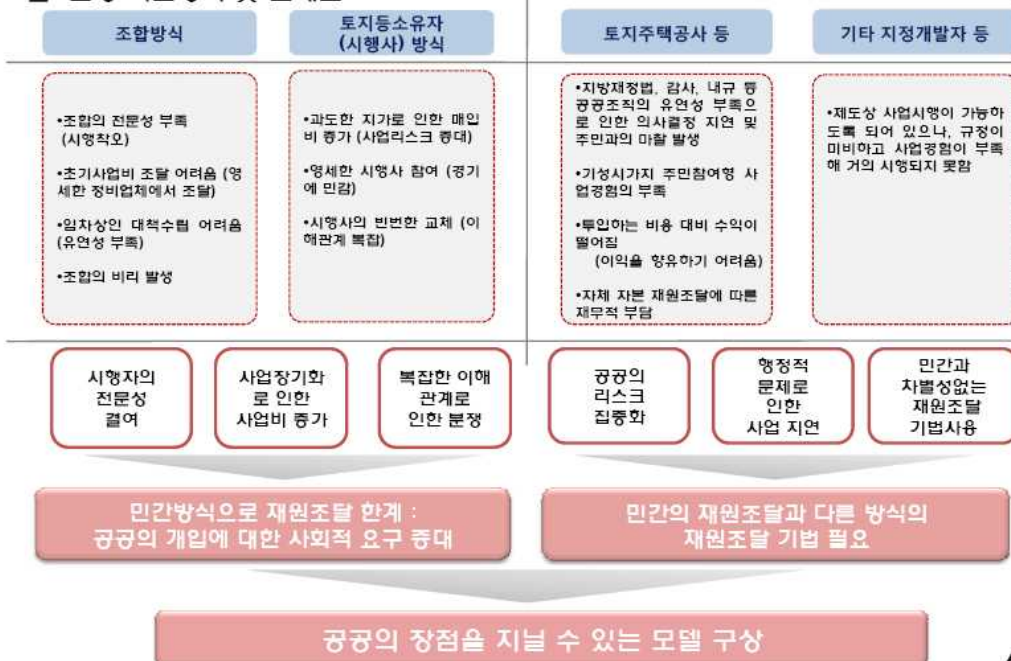 조합방식
토지등소유자
(시행사) 방식
토지주택공사 등
기타 지정개발자 등
•조합의 전문성 부족
(시행착오)
•초기사업비 조달 어려움 (영
세한 정비업체에서 조달)
•임차상인 대책수립 어려움
(유연성 부족)
•조합의 비리 발생
•과도한 지가로 인한 매입
비 증가 (사업리스크 증대)
•영세한 시행사 참여 (경기
에 민감)
•시행사의 빈번한 교체 (이
해관계 복잡)
•지방재정법, 감사, 내규 등
공공조직의 유연성 부족으
로 인한 의사결정 지연 및
주민과의 마찰 발생
•기성시가지 주민참여형 사
업경험의 부족
•투입하는 비용 대비 수익이
떨어짐
(이익을 향유하기 어려움)
•자체 자본 재원조달에 따른
재무적 부담
•제도상 사업시행이 가능하
도록 되어 있으나, 규정이
미비하고 사업경험이 부족
해 거의 시행되지 못함
시행자의
전문성
결여
사업장기화
로 인한
사업비 증가
복잡한 이해
관계로
인한 분쟁
공공의
리스크
집중화
행정적
문제로
인한
사업 지연
민간과
차별성없는
재원조달
기법사용
민간방식으로 재원조달 한계 :
공공의 개입에 대한 사회적 요구 증대
민간의 재원조달과 다른 방식의
재원조달 기법 필요
공공의 장점을 지닐 수 있는 모델 구상